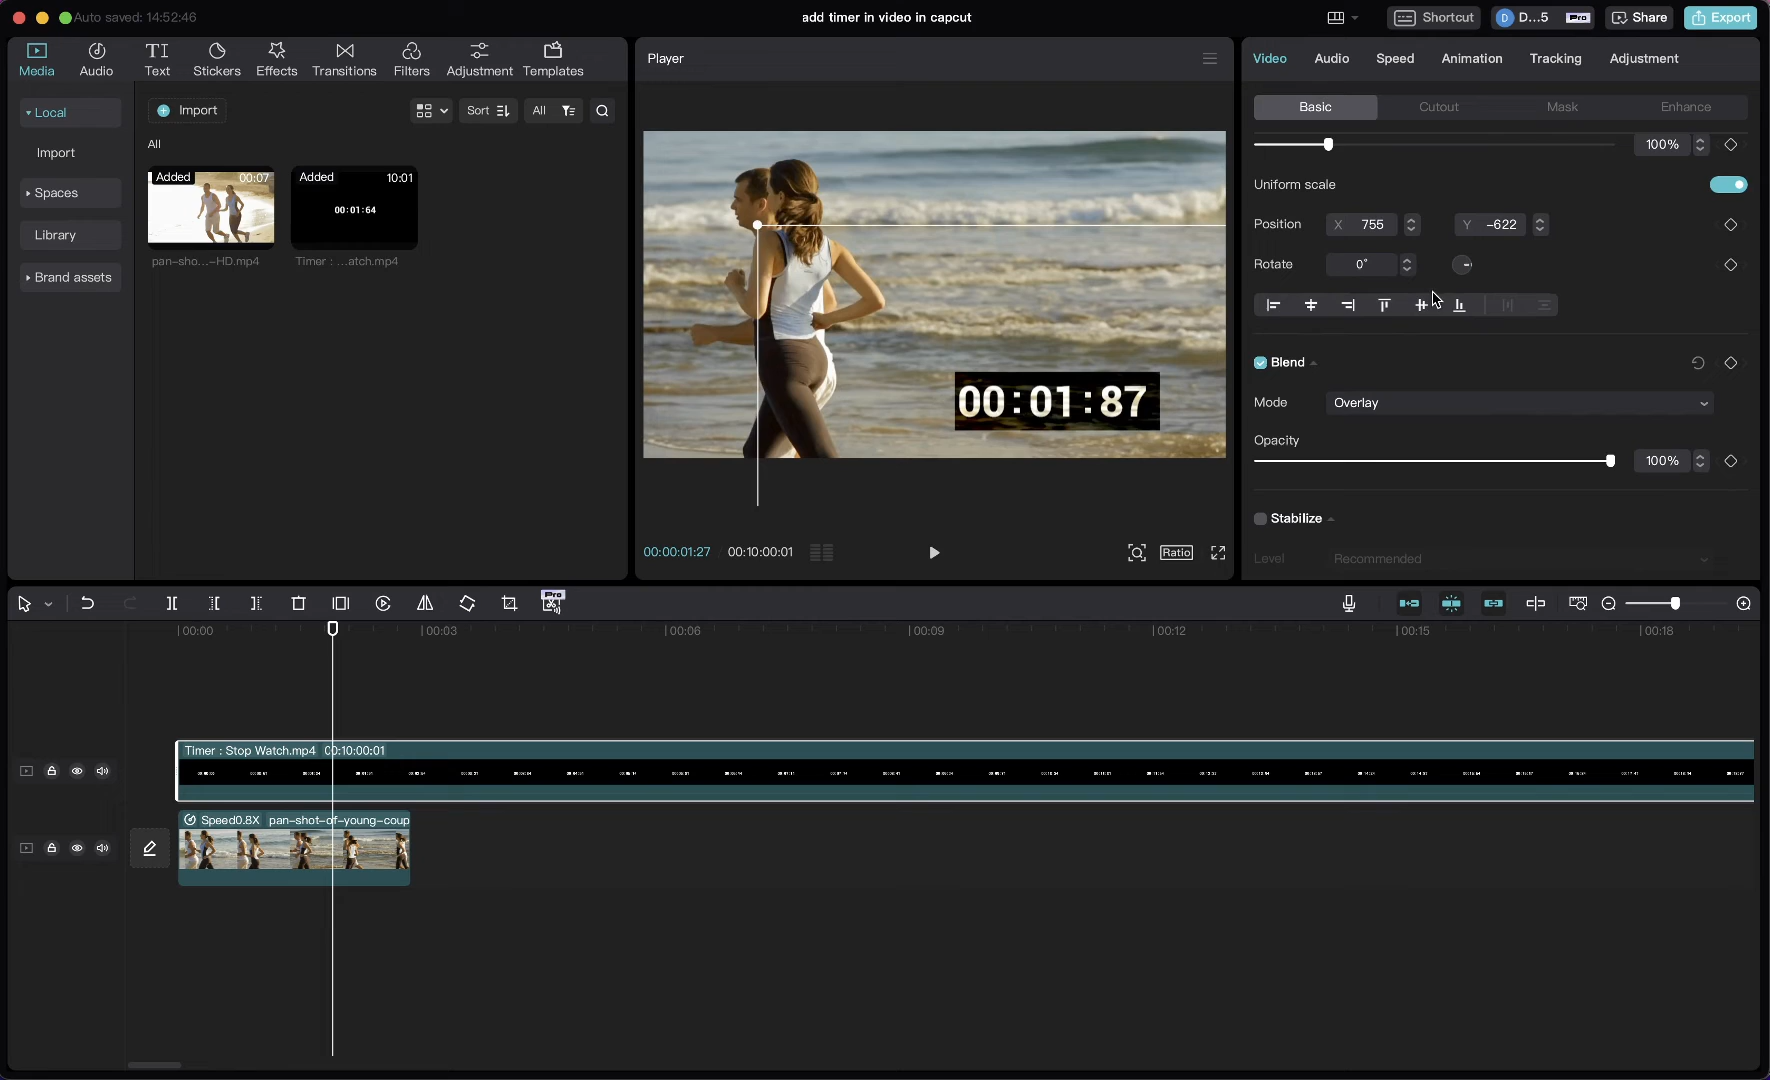 Auto saved: 14:52:46
add timer in video in capcut
Shortcut
D
D...5
Pro
Share
Export
Media
Audio
TI
Text
Stickers
Effects
Transitions
Filters
Adjustment
Templates
Local
Import
Spaces
Library
Brand assets
Import
Sort
All
All
Added
00:07
pan-sho...-HD.mp4
Added
10:01
00:01:64
Timer : ...atch.mp4
Player
00:01:87
00:00:01:27
00:10:00:01
Ratio
Video
Audio
Speed
Animation
Tracking
Adjustment
Basic
Cutout
Mask
Enhance
100%
Uniform scale
Position
X
755
Y
-622
Rotate
0°
Blend
Mode
Overlay
Opacity
100%
Stabilize
Level
Recommended
Pro
00:00
00:03
00:06
00:09
00:12
00:15
00:18
Timer : Stop Watch.mp4
00:10:00:01
Speed0.8X
pan-shot-of-young-coup